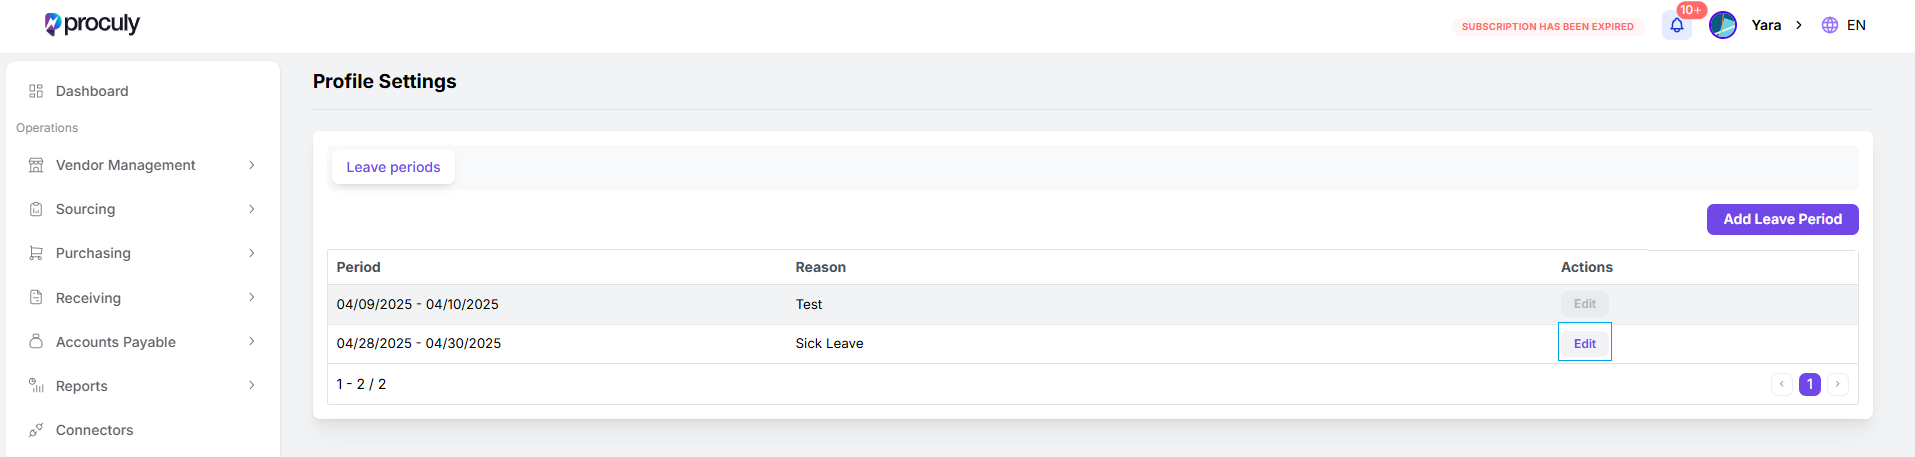 proculy
SUBSCRIPTION HAS BEEN EXPIRED
10+
Yara
EN
Dashboard
Operations
Vendor Management
Sourcing
Purchasing
Receiving
Accounts Payable
Reports
Connectors
Profile Settings
Leave periods
Add Leave Period
Period Reason Actions
04/09/2025 - 04/10/2025 Test Edit
04/28/2025 - 04/30/2025 Sick Leave Edit
1 - 2 / 2
1